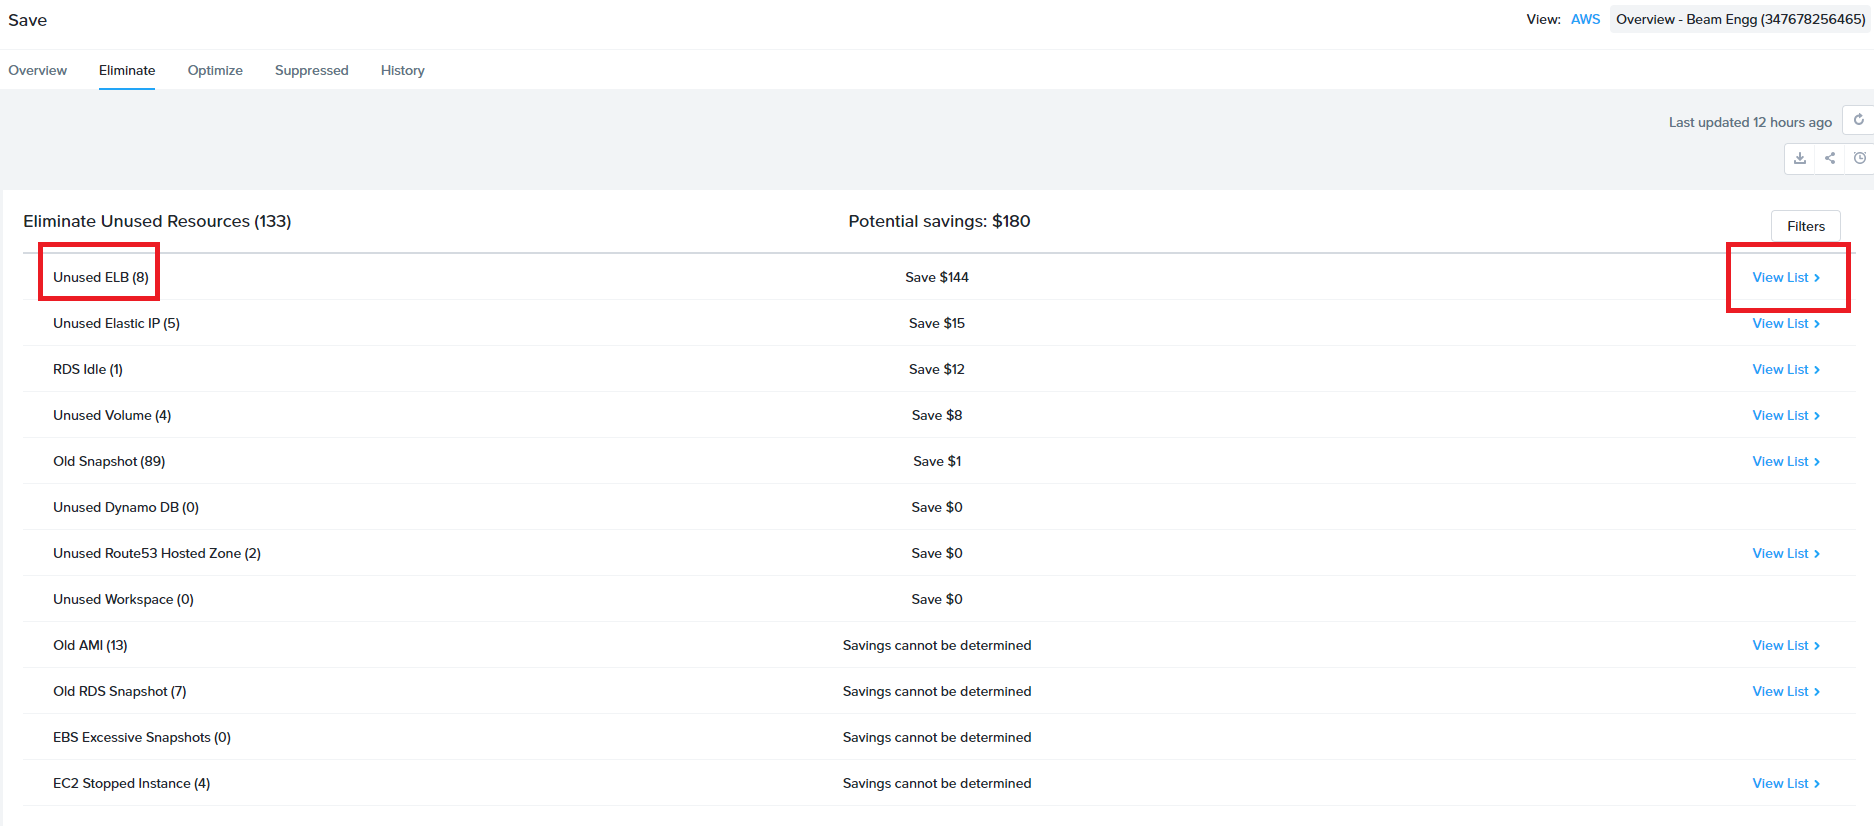 Save
View: AWS Overview - Beam Engg (347678256465)
Overview Eliminate Optimize Suppressed History
Last updated 12 hours ago
Eliminate Unused Resources (133) Potential savings: $180 Filters
Unused ELB (8) Save $144 View List
Unused Elastic IP (5) Save $15 View List
RDS Idle (1) Save $12 View List
Unused Volume (4) Save $8 View List
Old Snapshot (89) Save $1 View List
Unused Dynamo DB (0) Save $0
Unused Route53 Hosted Zone (2) Save $0 View List
Unused Workspace (0) Save $0
Old AMI (13) Savings cannot be determined View List
Old RDS Snapshot (7) Savings cannot be determined View List
EBS Excessive Snapshots (0) Savings cannot be determined
EC2 Stopped Instance (4) Savings cannot be determined View List